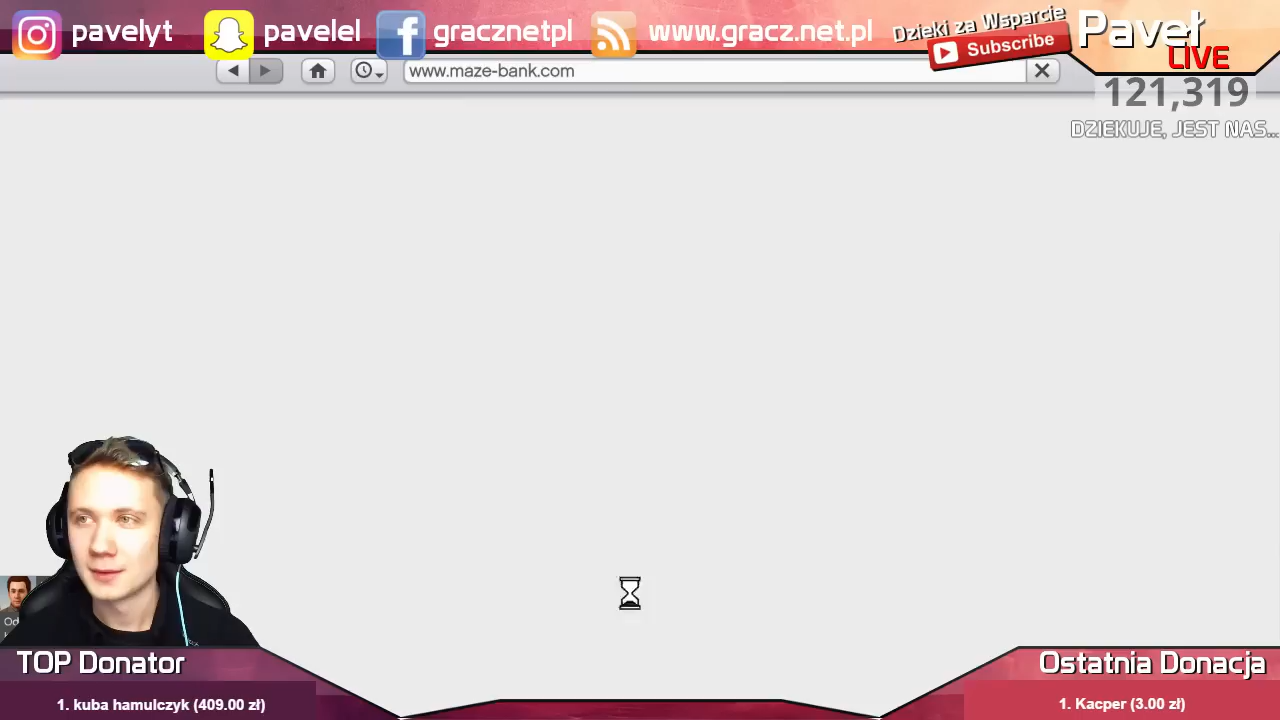 pavelyt
pavelel
gracznetpl
www.gracz.net.pl
Dzieki za Wsparcie
Subscribe
Paweł
LIVE
www.maze-bank.com
121,319
DZIEKUJE, JEST NAS...
Od
TOP Donator
1. kuba hamulczyk (409.00 zł)
Ostatnia Donacja
1. Kacper (3.00 zł)